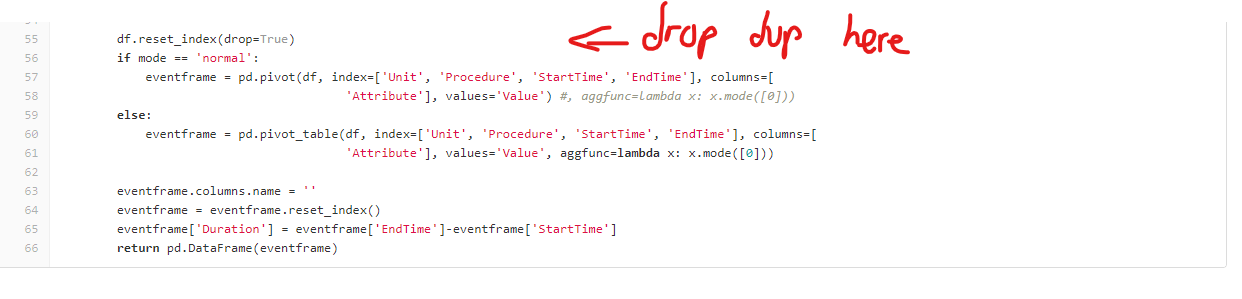 55 df.reset_index(drop=True) ← drop dup here
56 if mode == 'normal':
57 eventframe = pd.pivot(df, index=['Unit', 'Procedure', 'StartTime', 'EndTime'], columns=[
58 'Attribute'], values='Value') #, aggfunc=lambda x: x.mode([0]))
59 else:
60 eventframe = pd.pivot_table(df, index=['Unit', 'Procedure', 'StartTime', 'EndTime'], columns=[
61 'Attribute'], values='Value', aggfunc=lambda x: x.mode([0]))
62
63 eventframe.columns.name = ''
64 eventframe = eventframe.reset_index()
65 eventframe['Duration'] = eventframe['EndTime']-eventframe['StartTime']
66 return pd.DataFrame(eventframe)